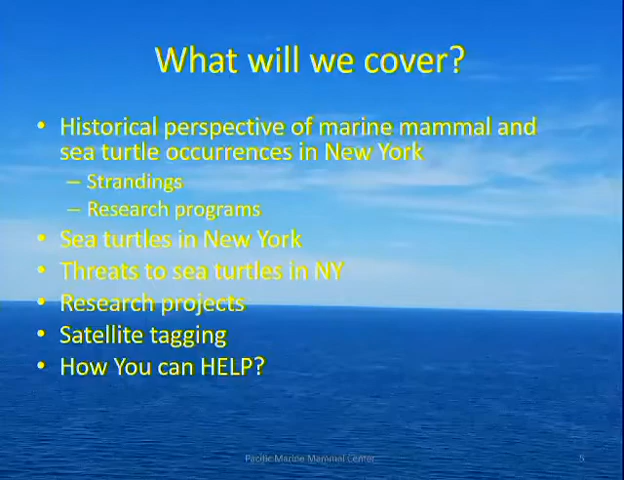 What will we cover?
• Historical perspective of marine mammal and
sea turtle occurrences in New York
– Strandings
– Research programs
• Sea turtles in New York
• Threats to sea turtles in NY
• Research projects
• Satellite tagging
• How You can HELP?
Pacific Marine Mammal Center